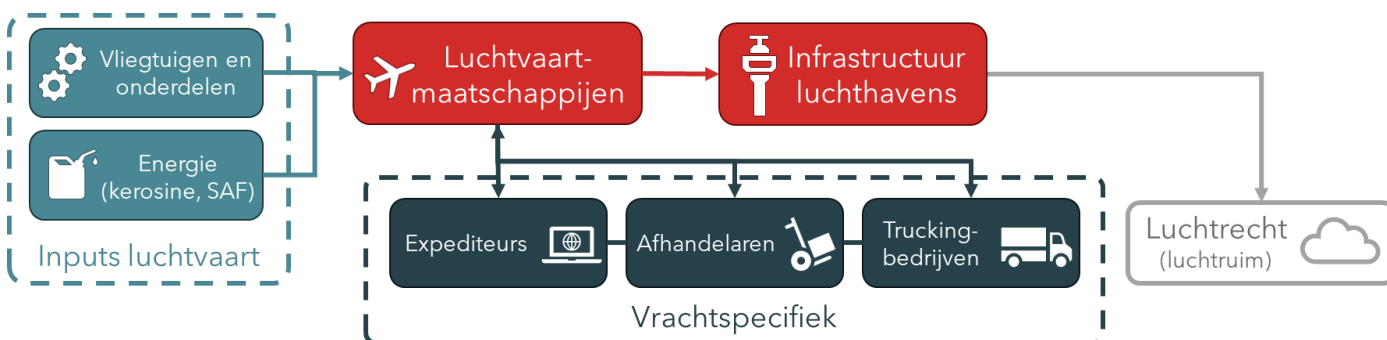 Vliegtuigen en
onderdelen
Energie
(kerosine, SAF)
Inputs luchtvaart
Luchtvaart-
maatschappijen
Infrastructuur
luchthavens
Expediteurs
Afhandelaren
Trucking-
bedrijven
Vrachtspecifiek
Luchtrecht
(luchtruim)